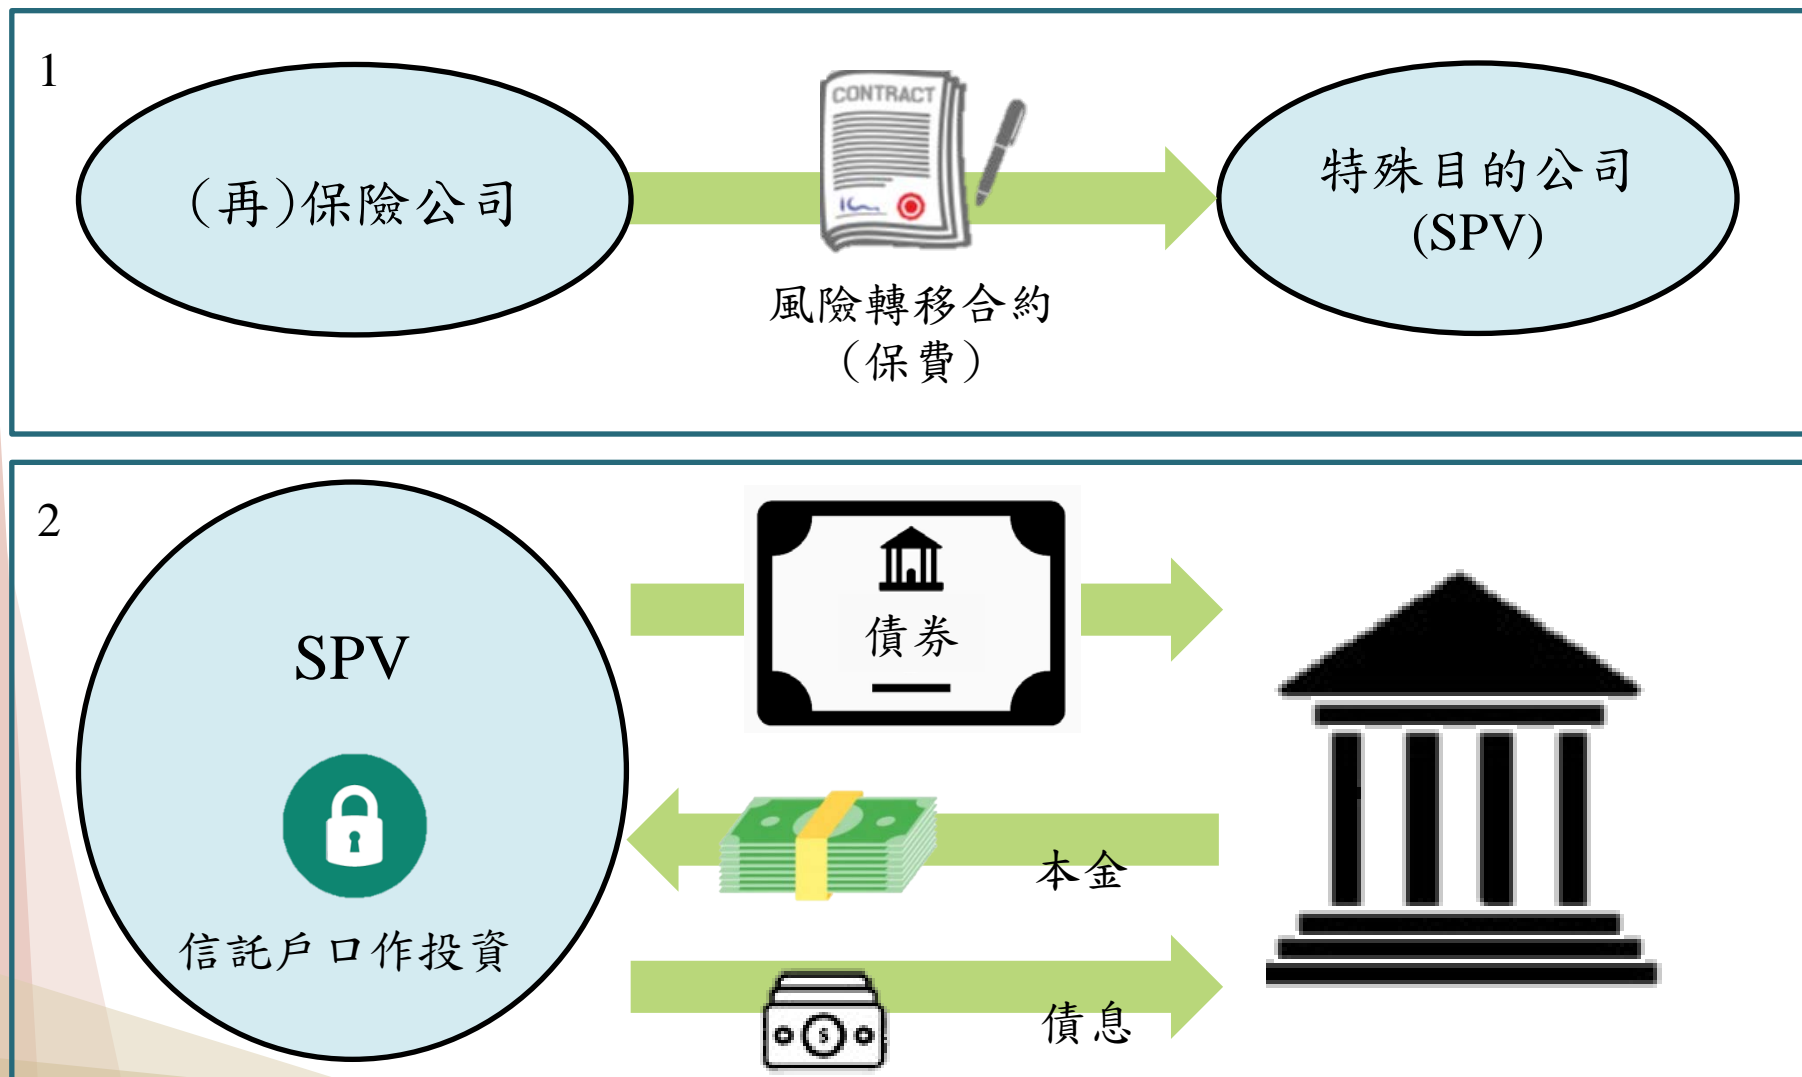 1
(再)保險公司
CONTRACT
特殊目的公司
(SPV)
風險轉移合約
(保費)
2
SPV
債券
本金
信託戶口作投資
債息
$